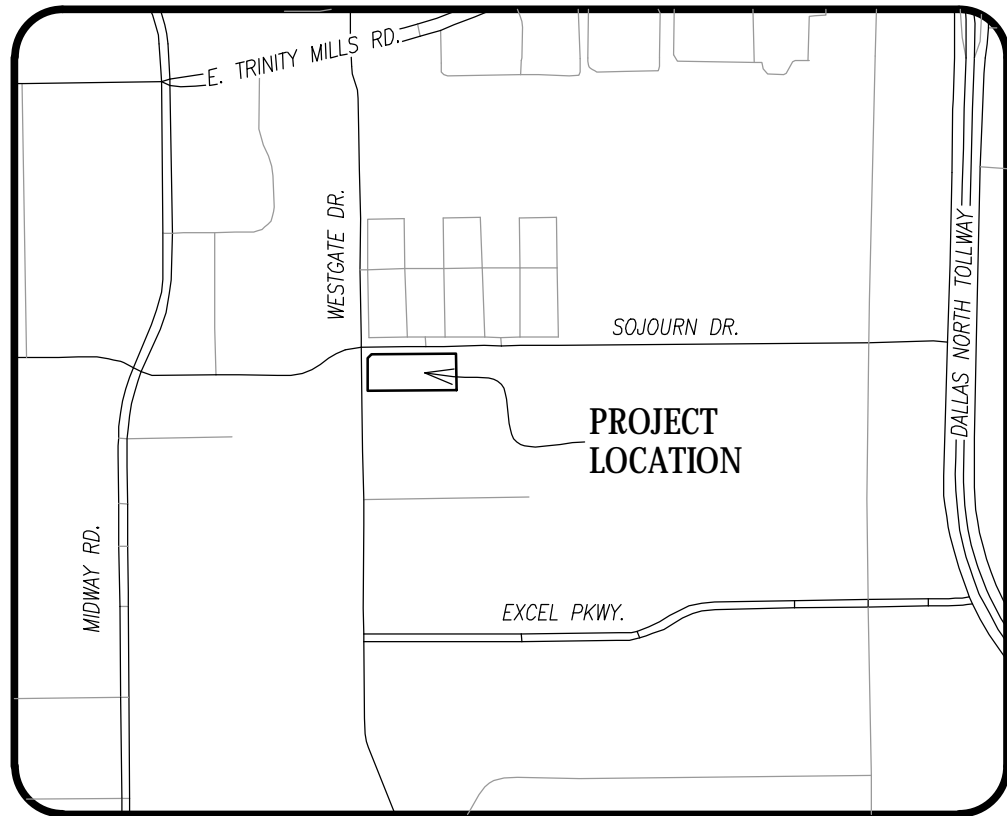 E. TRINITY MILLS RD.
WESTGATE DR.
SOJOURN DR.
DALLAS NORTH TOLLWAY
PROJECT
LOCATION
MIDWAY RD.
EXCEL PKWY.